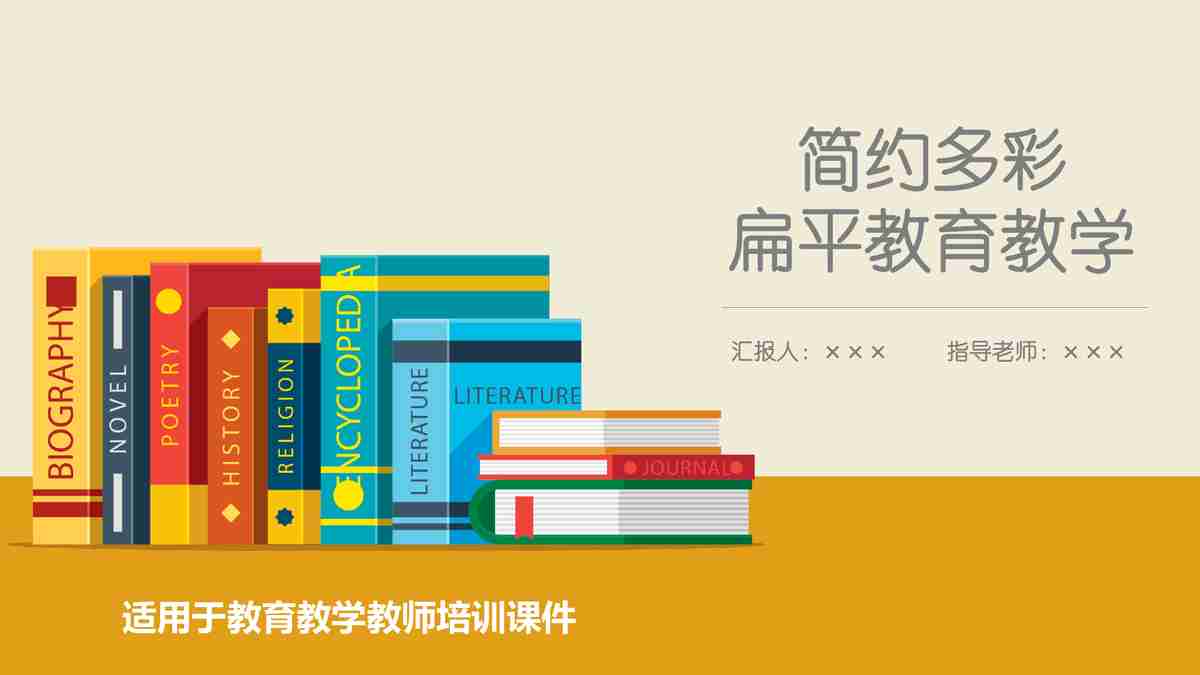 简约多彩
扁平教育教学
汇报人：××× 指导老师：×××
BIOGRAPHY
NOVEL
POETRY
HISTORY
RELIGION
ENCYCLOPEDIA
LITERATURE
LITERATURE
JOURNAL
适用于教育教学教师培训课件